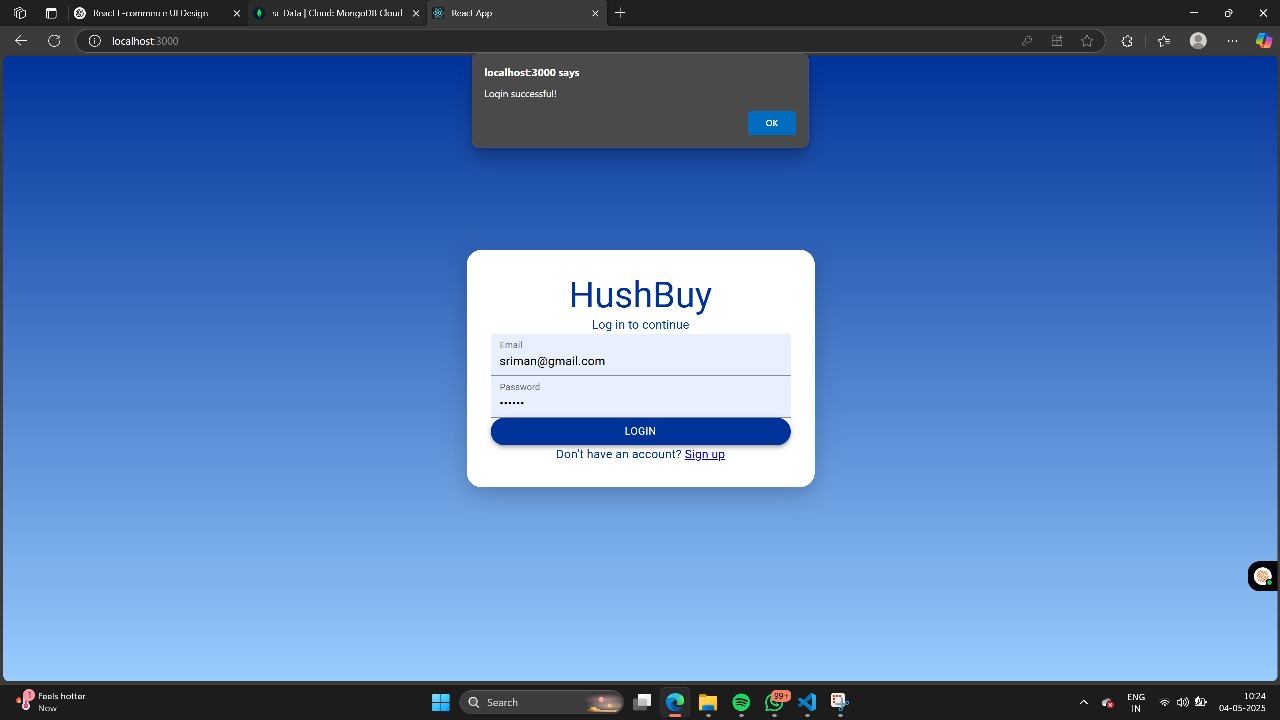 React E-commerce UI Design
sr-Data | Cloud: MongoDB Cloud
React App
localhost:3000
localhost:3000 says
Login successful!
OK
HushBuy
Log in to continue
Email
sriman@gmail.com
Password
••••••
LOGIN
Don't have an account? Sign up
1
Feels hotter
Now
Search
99+
ENG
IN
10:24
04-05-2025